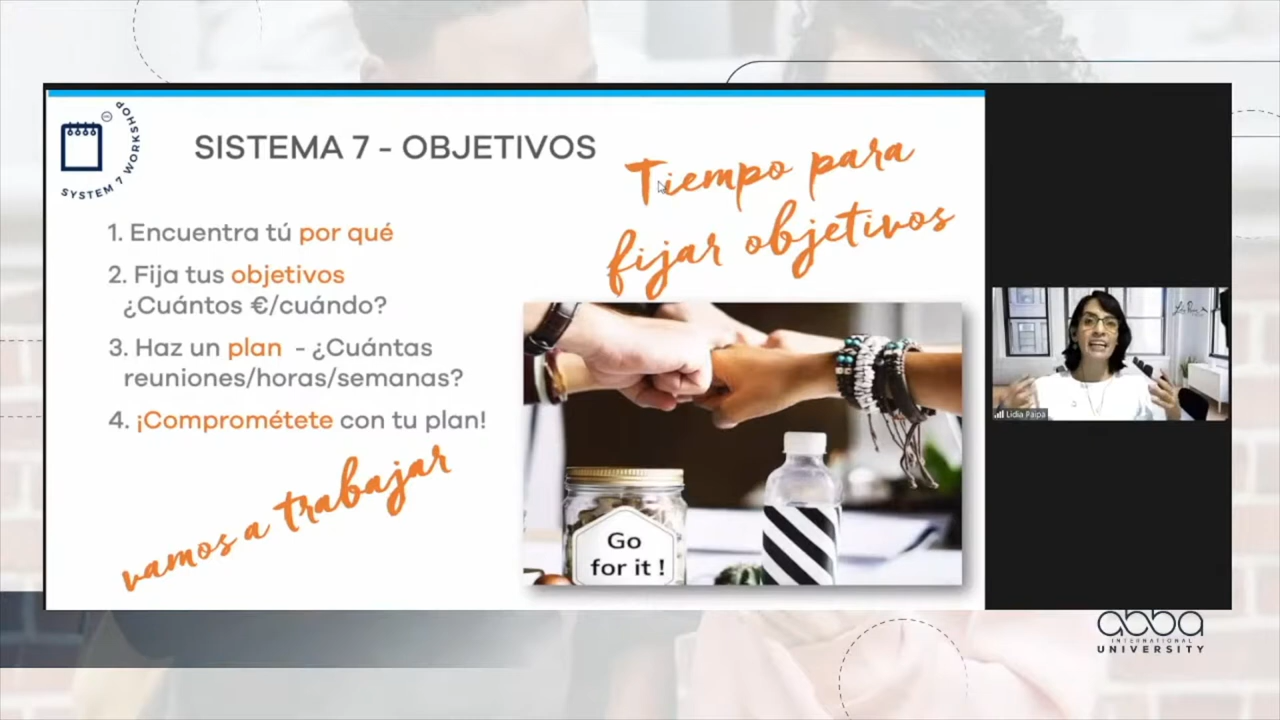 SYSTEM 7 WORKSHOP
SISTEMA 7 - OBJETIVOS
Tiempo para
fijar objetivos
1. Encuentra tú por qué
2. Fija tus objetivos
¿Cuántos €/cuándo?
3. Haz un plan - ¿Cuántas
reuniones/horas/semanas?
4. ¡Comprométete con tu plan!
vamos a trabajar
Go
for it !
Lidia Paipa
abba
INTERNATIONAL
UNIVERSITY